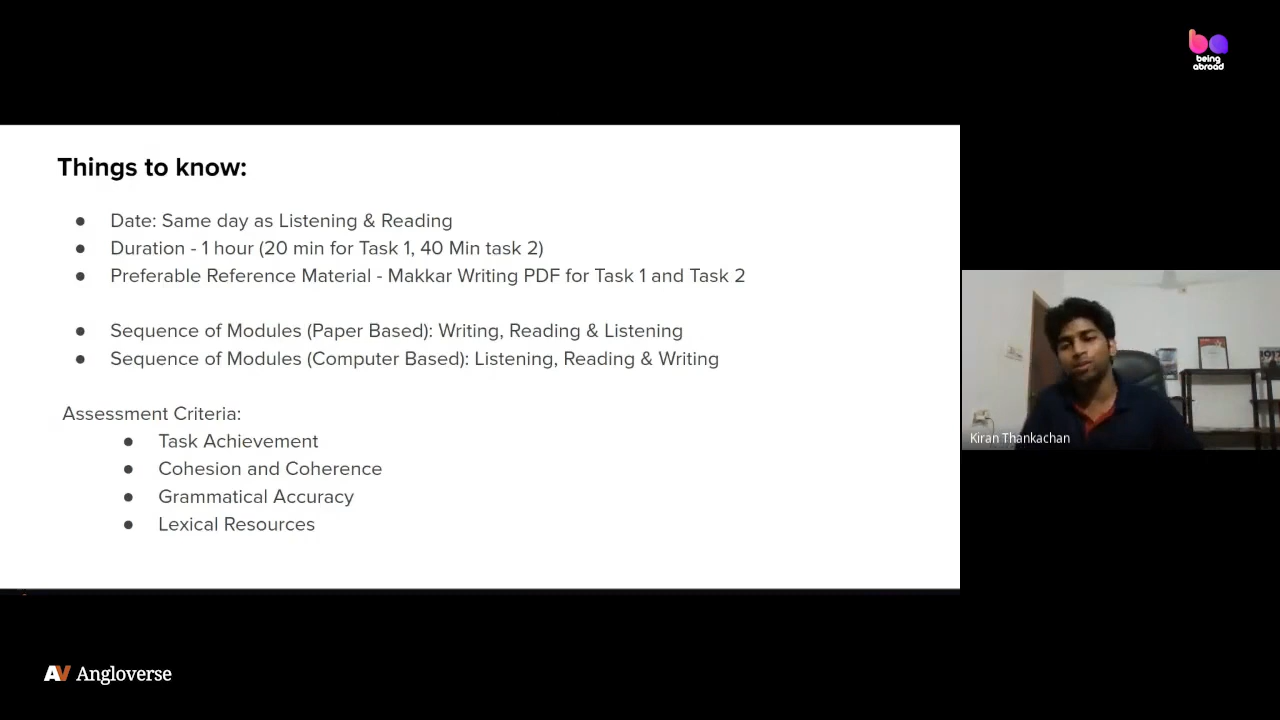 being
abroad
Things to know:
● Date: Same day as Listening & Reading
● Duration - 1 hour (20 min for Task 1, 40 Min task 2)
● Preferable Reference Material - Makkar Writing PDF for Task 1 and Task 2
● Sequence of Modules (Paper Based): Writing, Reading & Listening
● Sequence of Modules (Computer Based): Listening, Reading & Writing
Assessment Criteria:
● Task Achievement
● Cohesion and Coherence
● Grammatical Accuracy
● Lexical Resources
Kiran Thankachan
AV Angloverse